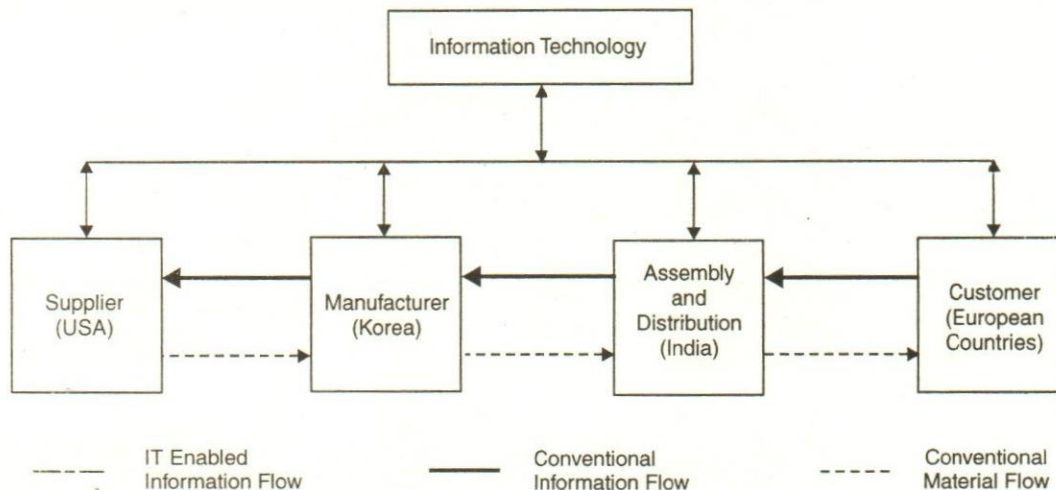 Information Technology
Supplier
(USA)
Manufacturer
(Korea)
Assembly
and
Distribution
(India)
Customer
(European
Countries)
IT Enabled
Information Flow
Conventional
Information Flow
Conventional
Material Flow